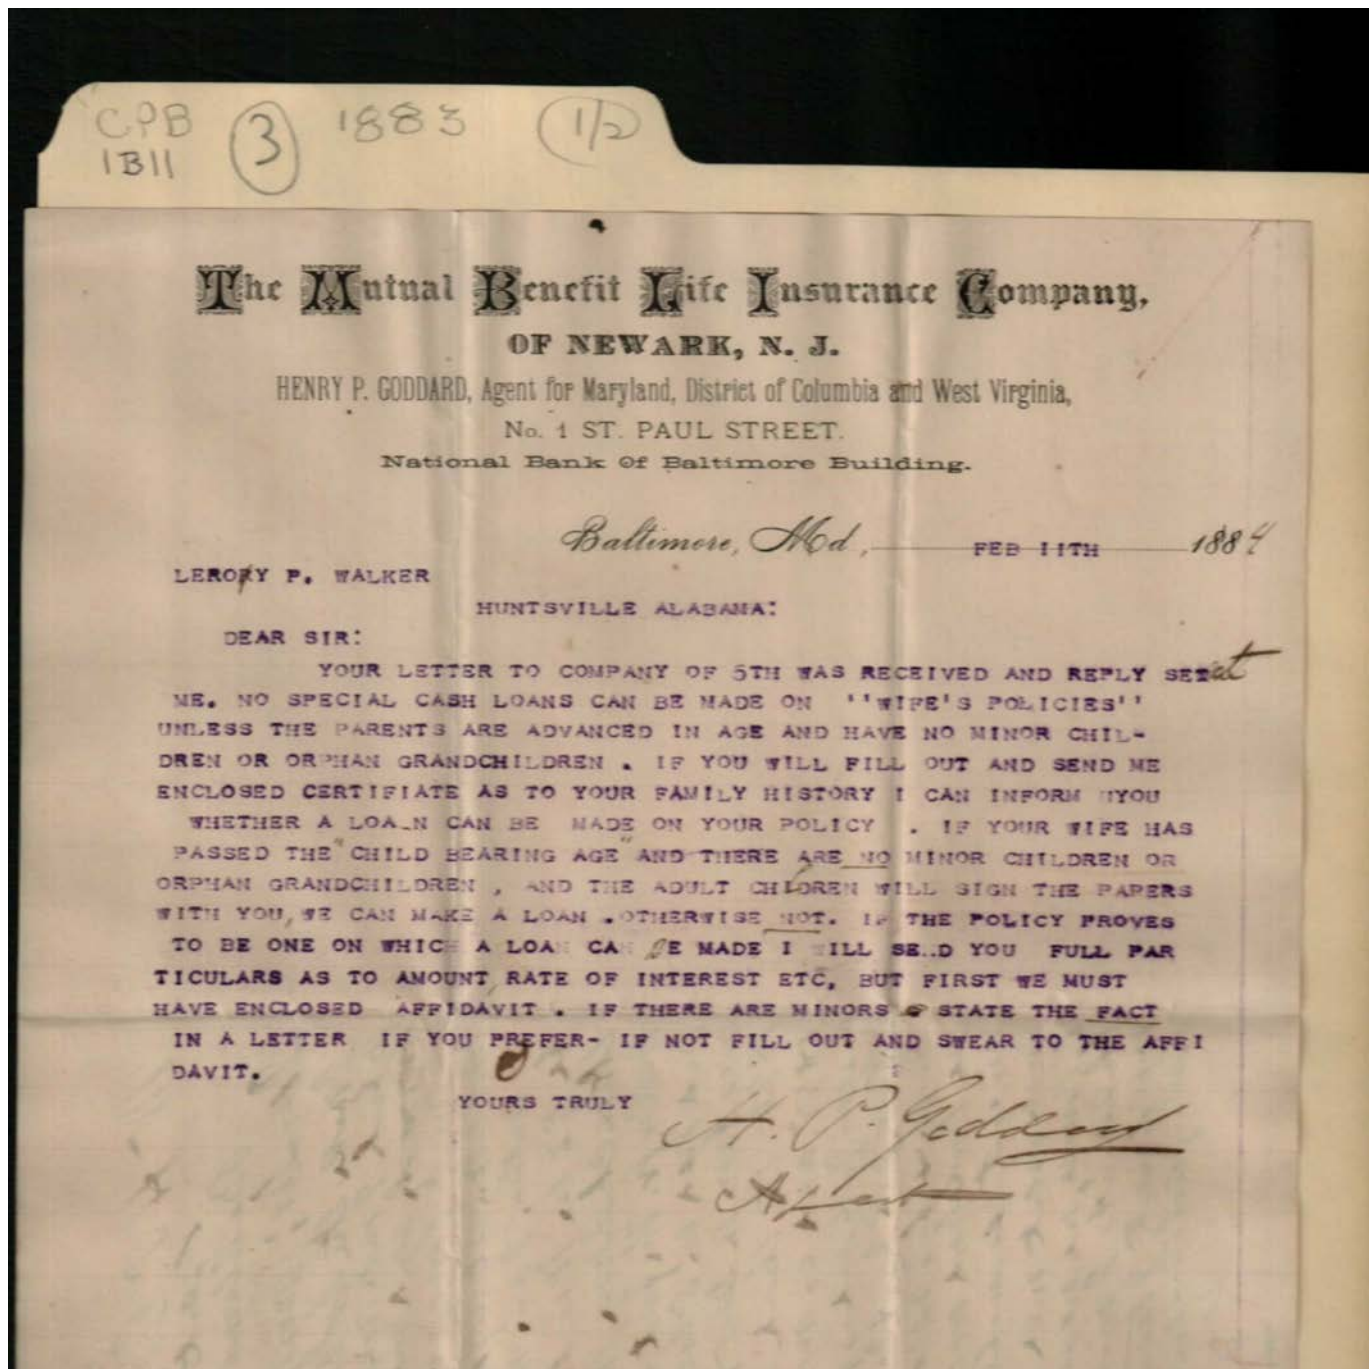 CPB 3 1883 1/2
1B11
The Mutual Benefit Life Insurance Company,
OF NEWARK, N. J.
HENRY P. GODDARD, Agent for Maryland, District of Columbia and West Virginia,
No. 1 ST. PAUL STREET.
National Bank Of Baltimore Building.
Baltimore, Md, FEB 11TH 1884
LEROY P. WALKER
HUNTSVILLE ALABAMA:
DEAR SIR:
YOUR LETTER TO COMPANY OF 5TH WAS RECEIVED AND REPLY
ME. NO SPECIAL CASH LOANS CAN BE MADE ON ''WIFE'S POLICIES''
UNLESS THE PARENTS ARE ADVANCED IN AGE AND HAVE NO MINOR CHIL-
DREN OR ORPHAN GRANDCHILDREN . IF YOU WILL FILL OUT AND SEND ME
ENCLOSED CERTIFIATE AS TO YOUR FAMILY HISTORY I CAN INFORM YYOU
WHETHER A LOA_N CAN BE MADE ON YOUR POLICY . IF YOUR WIFE HAS
PASSED THE "CHILD BEARING AGE" AND THERE ARE NO MINOR CHILDREN OR
ORPHAN GRANDCHILDREN , AND THE ADULT CHILDREN WILL SIGN THE PAPERS
WITH YOU, WE CAN MAKE A LOAN .OTHERWISE NOT. IF THE POLICY PROVES
TO BE ONE ON WHICH A LOAN CAN BE MADE I WILL SE..D YOU FULL PAR
TICULARS AS TO AMOUNT, RATE OF INTEREST ETC, BUT FIRST WE MUST
HAVE ENCLOSED AFFIDAVIT . IF THERE ARE MINORS STATE THE FACT
IN A LETTER IF YOU PREFER- IF NOT FILL OUT AND SWEAR TO THE AFFI
DAVIT.
YOURS TRULY
H. P. Goddard
Agent